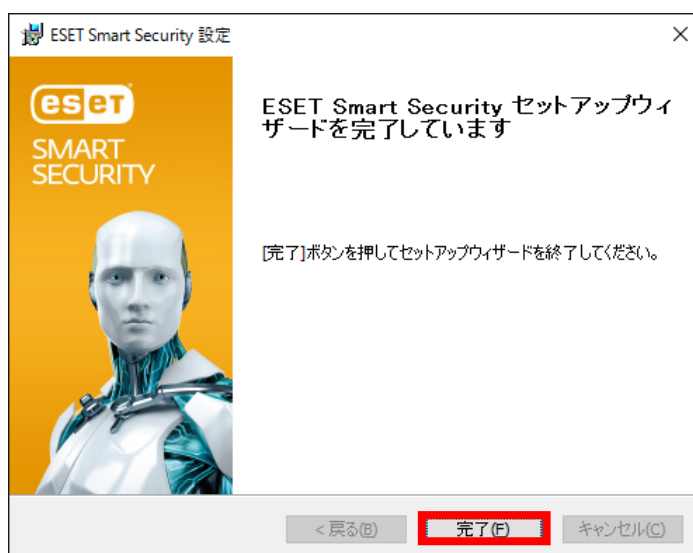 ESET Smart Security 設定
eseT
SMART
SECURITY
ESET Smart Security セットアップウィ
ザードを完了しています
[完了]ボタンを押してセットアップウィザードを終了してください。
< 戻る(B) 完了(F) キャンセル(C)